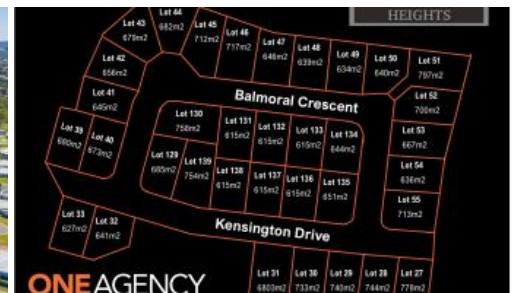 HEIGHTS
Lot 43
679m2
Lot 44
682m2
Lot 45
712m2
Lot 46
717m2
Lot 47
646m2
Lot 48
639m2
Lot 49
634m2
Lot 50
640m2
Lot 51
797m2
Lot 42
656m2
Lot 41
645m2
Lot 39
680m2
Lot 40
673m2
Balmoral Crescent
Lot 52
700m2
Lot 53
667m2
Lot 54
636m2
Lot 55
713m2
Lot 130
758m2
Lot 131
615m2
Lot 132
615m2
Lot 133
615m2
Lot 134
644m2
Lot 129
685m2
Lot 139
754m2
Lot 138
615m2
Lot 137
615m2
Lot 136
615m2
Lot 135
651m2
Lot 33
627m2
Lot 32
641m2
Kensington Drive
Lot 31
6803m2
Lot 30
733m2
Lot 29
740m2
Lot 28
744m2
Lot 27
778m2
ONEAGENCY